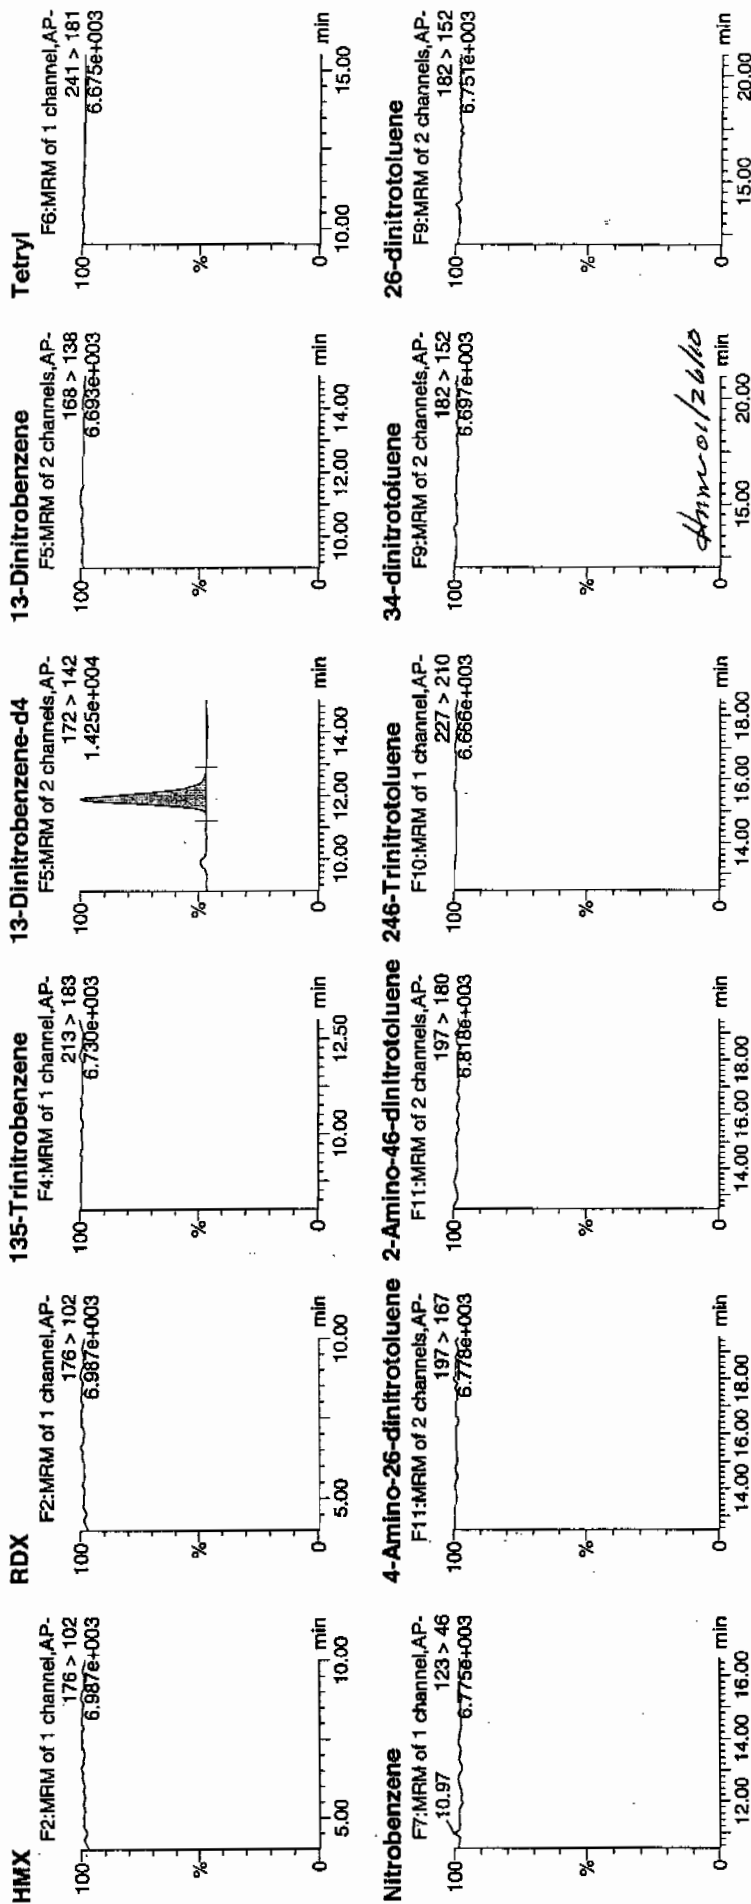 HMX
F2:MRM of 1 channel,AP-
176 > 102
6.987e+003
100
%
0
5.00
10.00
min
RDX
F2:MRM of 1 channel,AP-
176 > 102
6.987e+003
100
%
0
5.00
10.00
min
135-Trinitrobenzene
F4:MRM of 1 channel,AP-
213 > 183
6.730e+003
100
%
0
10.00
12.50
min
13-Dinitrobenzene-d4
F5:MRM of 2 channels,AP-
172 > 142
1.425e+004
100
%
0
10.00
12.00
14.00
min
13-Dinitrobenzene
F5:MRM of 2 channels,AP-
168 > 138
6.693e+003
100
%
0
10.00
12.00
14.00
min
Tetryl
F6:MRM of 1 channel,AP-
241 > 181
6.675e+003
100
%
0
10.00
15.00
min
Nitrobenzene
F7:MRM of 1 channel,AP-
10.97
123 > 46
6.775e+003
100
%
0
12.00
14.00
16.00
min
4-Amino-26-dinitrotoluene
F11:MRM of 2 channels,AP-
197 > 167
6.778e+003
100
%
0
14.00
16.00
18.00
min
2-Amino-46-dinitrotoluene
F11:MRM of 2 channels,AP-
197 > 180
6.818e+003
100
%
0
14.00
16.00
18.00
min
246-Trinitrotoluene
F10:MRM of 1 channel,AP-
227 > 210
6.666e+003
100
%
0
14.00
16.00
18.00
min
34-dinitrotoluene
F9:MRM of 2 channels,AP-
182 > 152
6.697e+003
100
%
0
15.00
20.00
min
01/26/10
26-dinitrotoluene
F9:MRM of 2 channels,AP-
182 > 152
6.751e+003
100
%
0
15.00
20.00
min